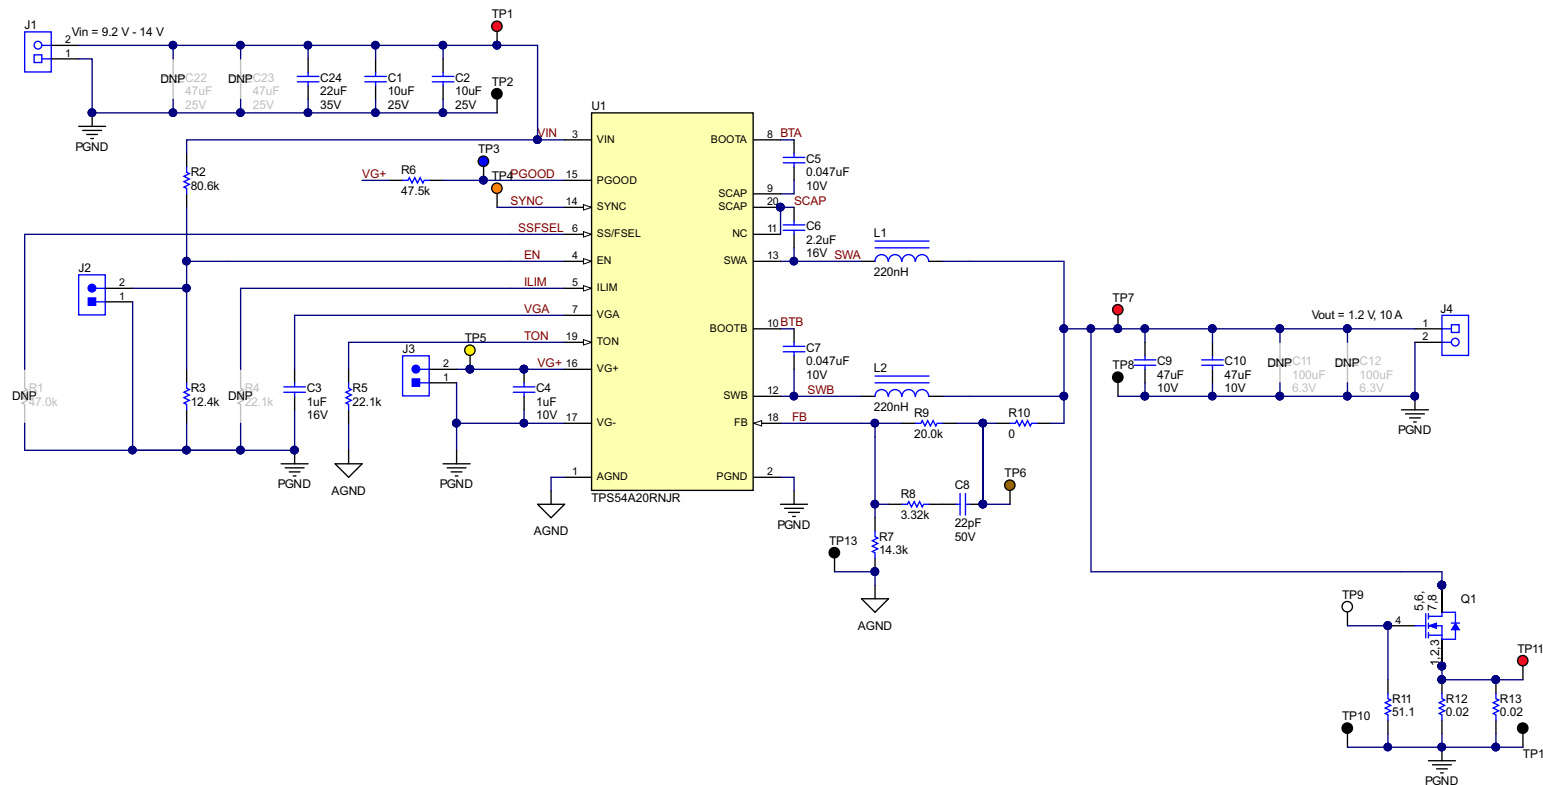 J1
Vin = 9.2 V - 14 V
2
1
PGND
DNP C22
47uF
25V
DNP C23
47uF
25V
C24
22uF
35V
C1
10uF
25V
C2
10uF
25V
TP1
TP2
U1
VIN 3 VIN
R2
80.6k
VG+ R6
47.5k
TP3
PGOOD 15 PGOOD
TP4
SYNC 14 SYNC
SSFSEL 6 SS/FSEL
EN 4 EN
ILIM 5 ILIM
VGA 7 VGA
TON 19 TON
VG+ 16 VG+
17 VG-
1 AGND
J2
2
1
J3
2
1
TP5
DNP R1
47.0k
R3
12.4k
DNP R4
22.1k
C3
1uF
16V
R5
22.1k
C4
1uF
10V
PGND
AGND
PGND
AGND
TPS54A20RNJR
BOOTA 8 BTA
C5
0.047uF
10V
SCAP 9
SCAP 20 SCAP
C6
2.2uF
16V
NC 11
SWA 13 SWA
L1
220nH
BOOTB 10 BTB
C7
0.047uF
10V
SWB 12 SWB
L2
220nH
FB 18 FB
PGND 2
PGND
R9
20.0k
R10
0
R8
3.32k
C8
22pF
50V
TP6
TP13
R7
14.3k
AGND
TP7
TP8
C9
47uF
10V
C10
47uF
10V
DNP C11
100uF
6.3V
DNP C12
100uF
6.3V
Vout = 1.2 V, 10 A
J4
1
2
PGND
TP9
4
5,6,
7,8
Q1
1,2,3
TP11
R11
51.1
R12
0.02
R13
0.02
TP10
TP1
PGND